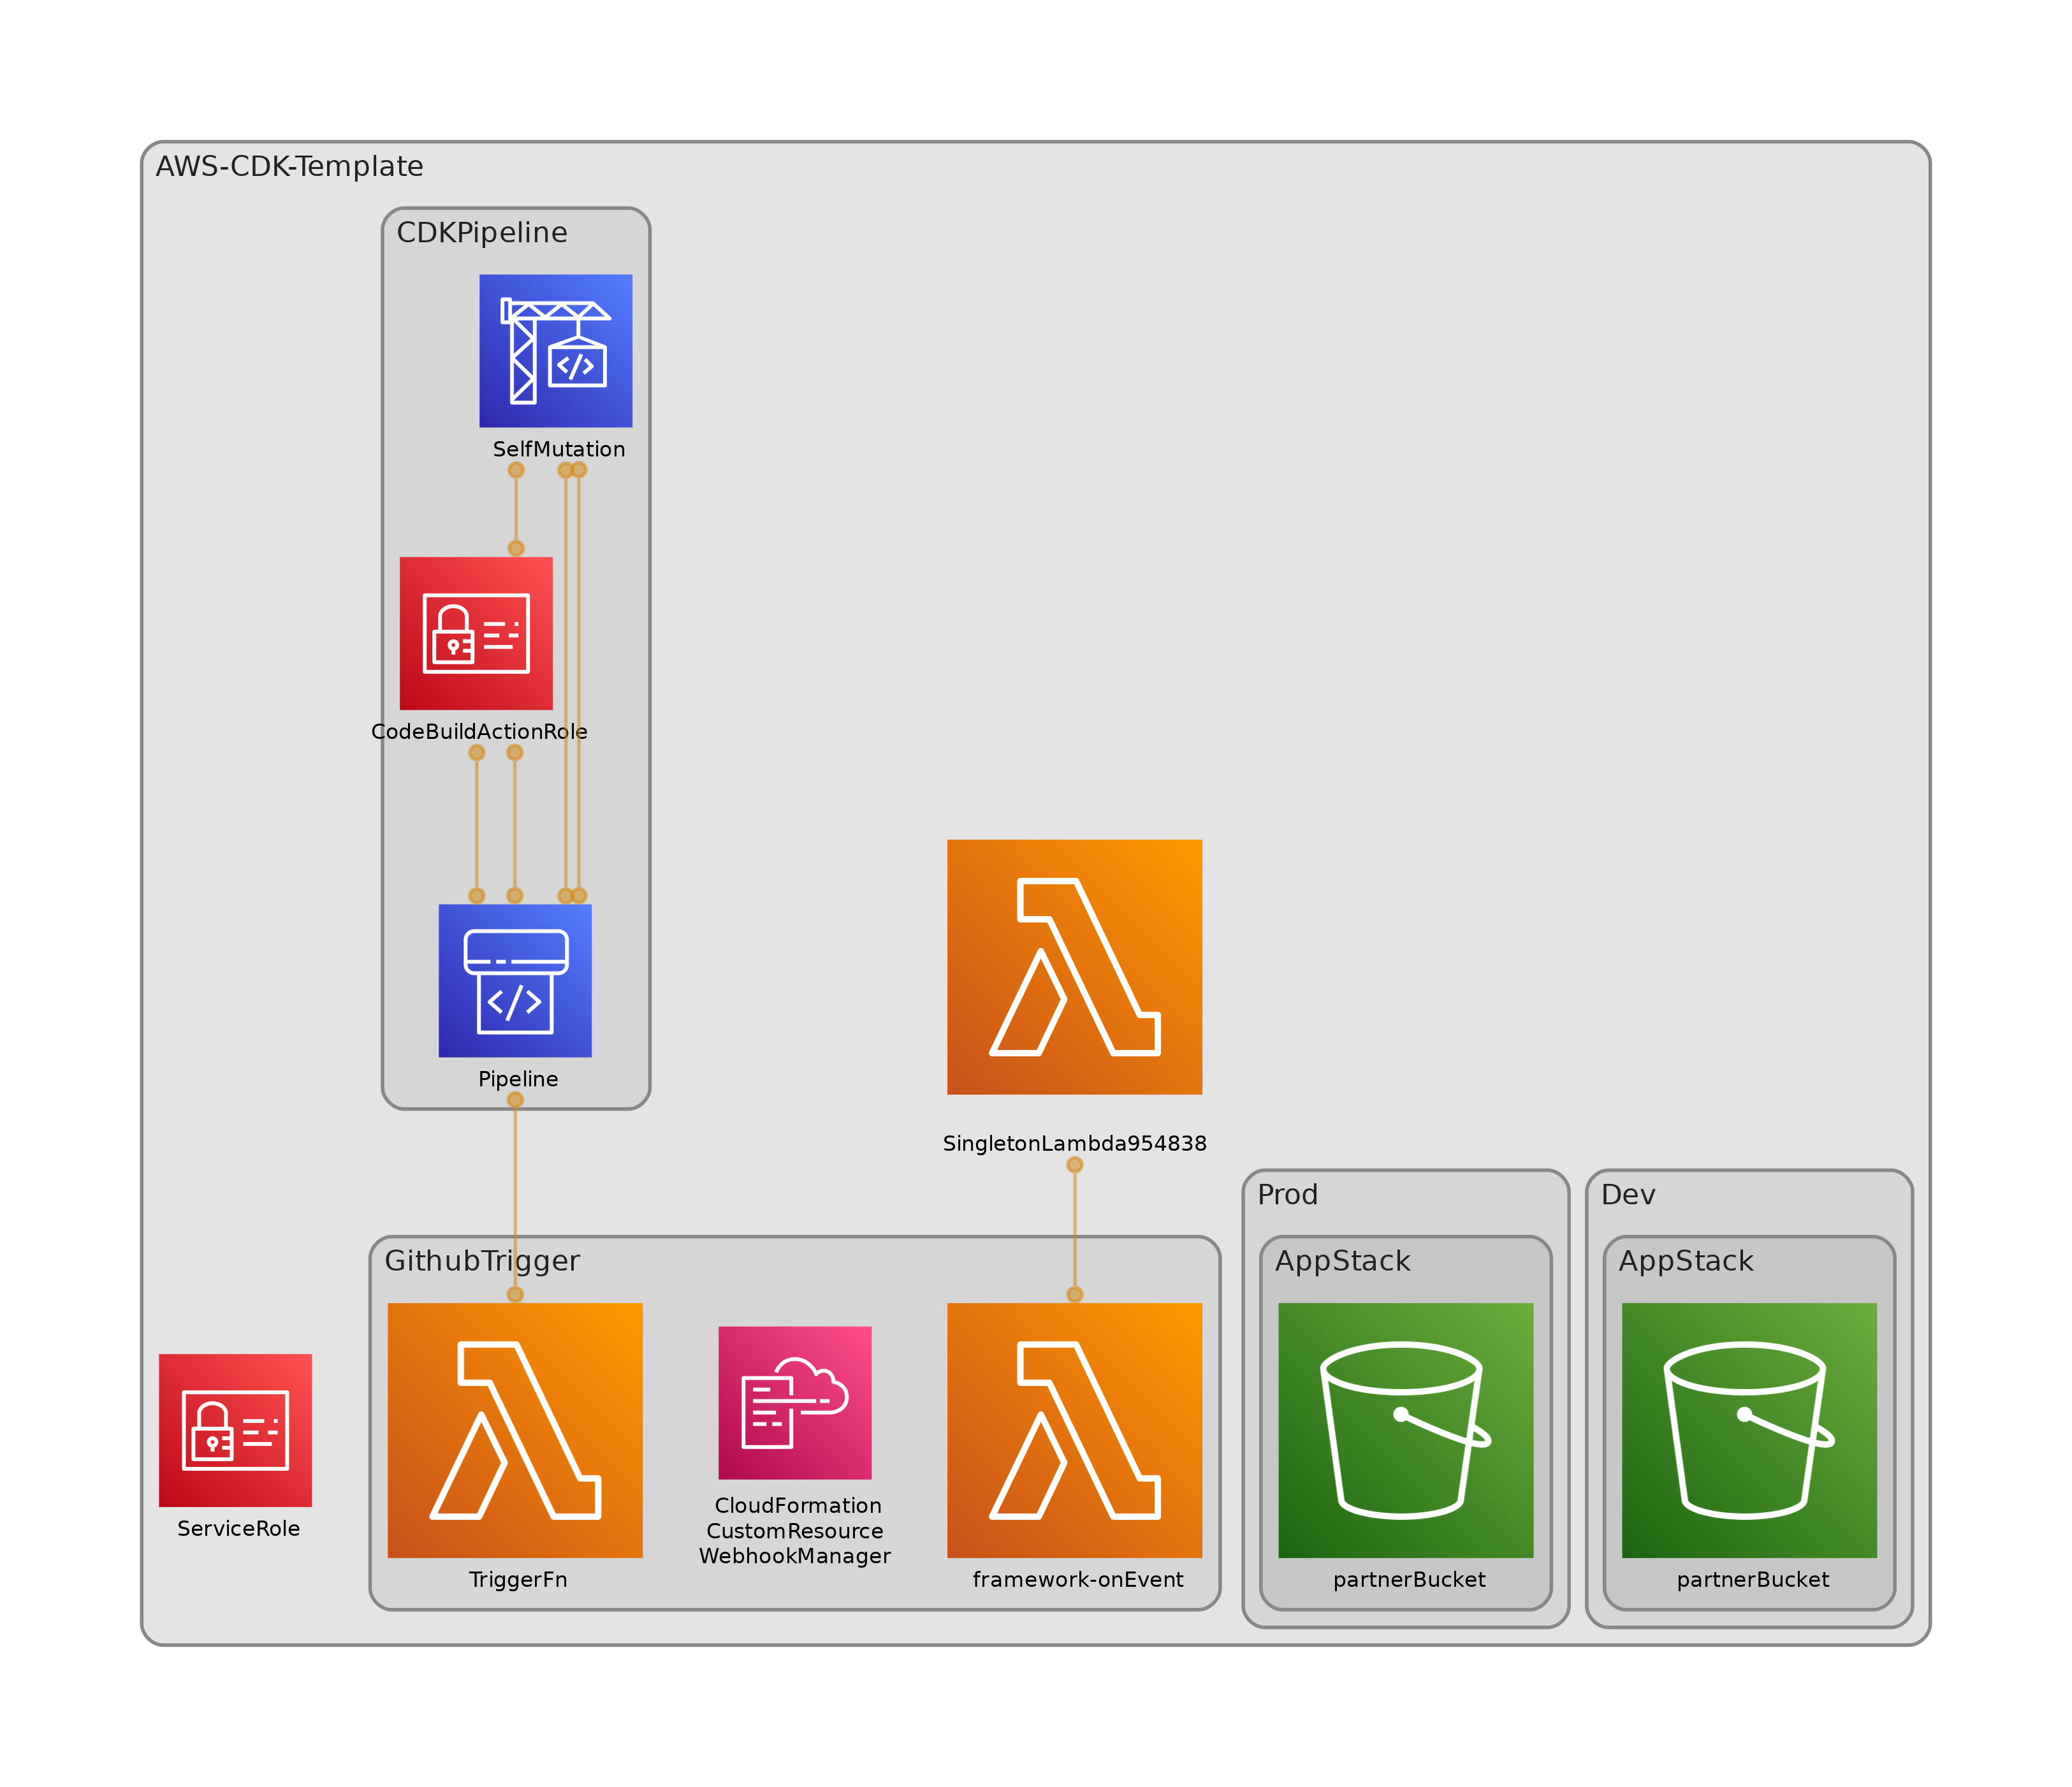 AWS-CDK-Template
CDKPipeline
SelfMutation
CodeBuildActionRole
Pipeline
SingletonLambda954838
Prod
Dev
GithubTrigger
AppStack
AppStack
ServiceRole
TriggerFn
CloudFormation
CustomResource
WebhookManager
framework-onEvent
partnerBucket
partnerBucket